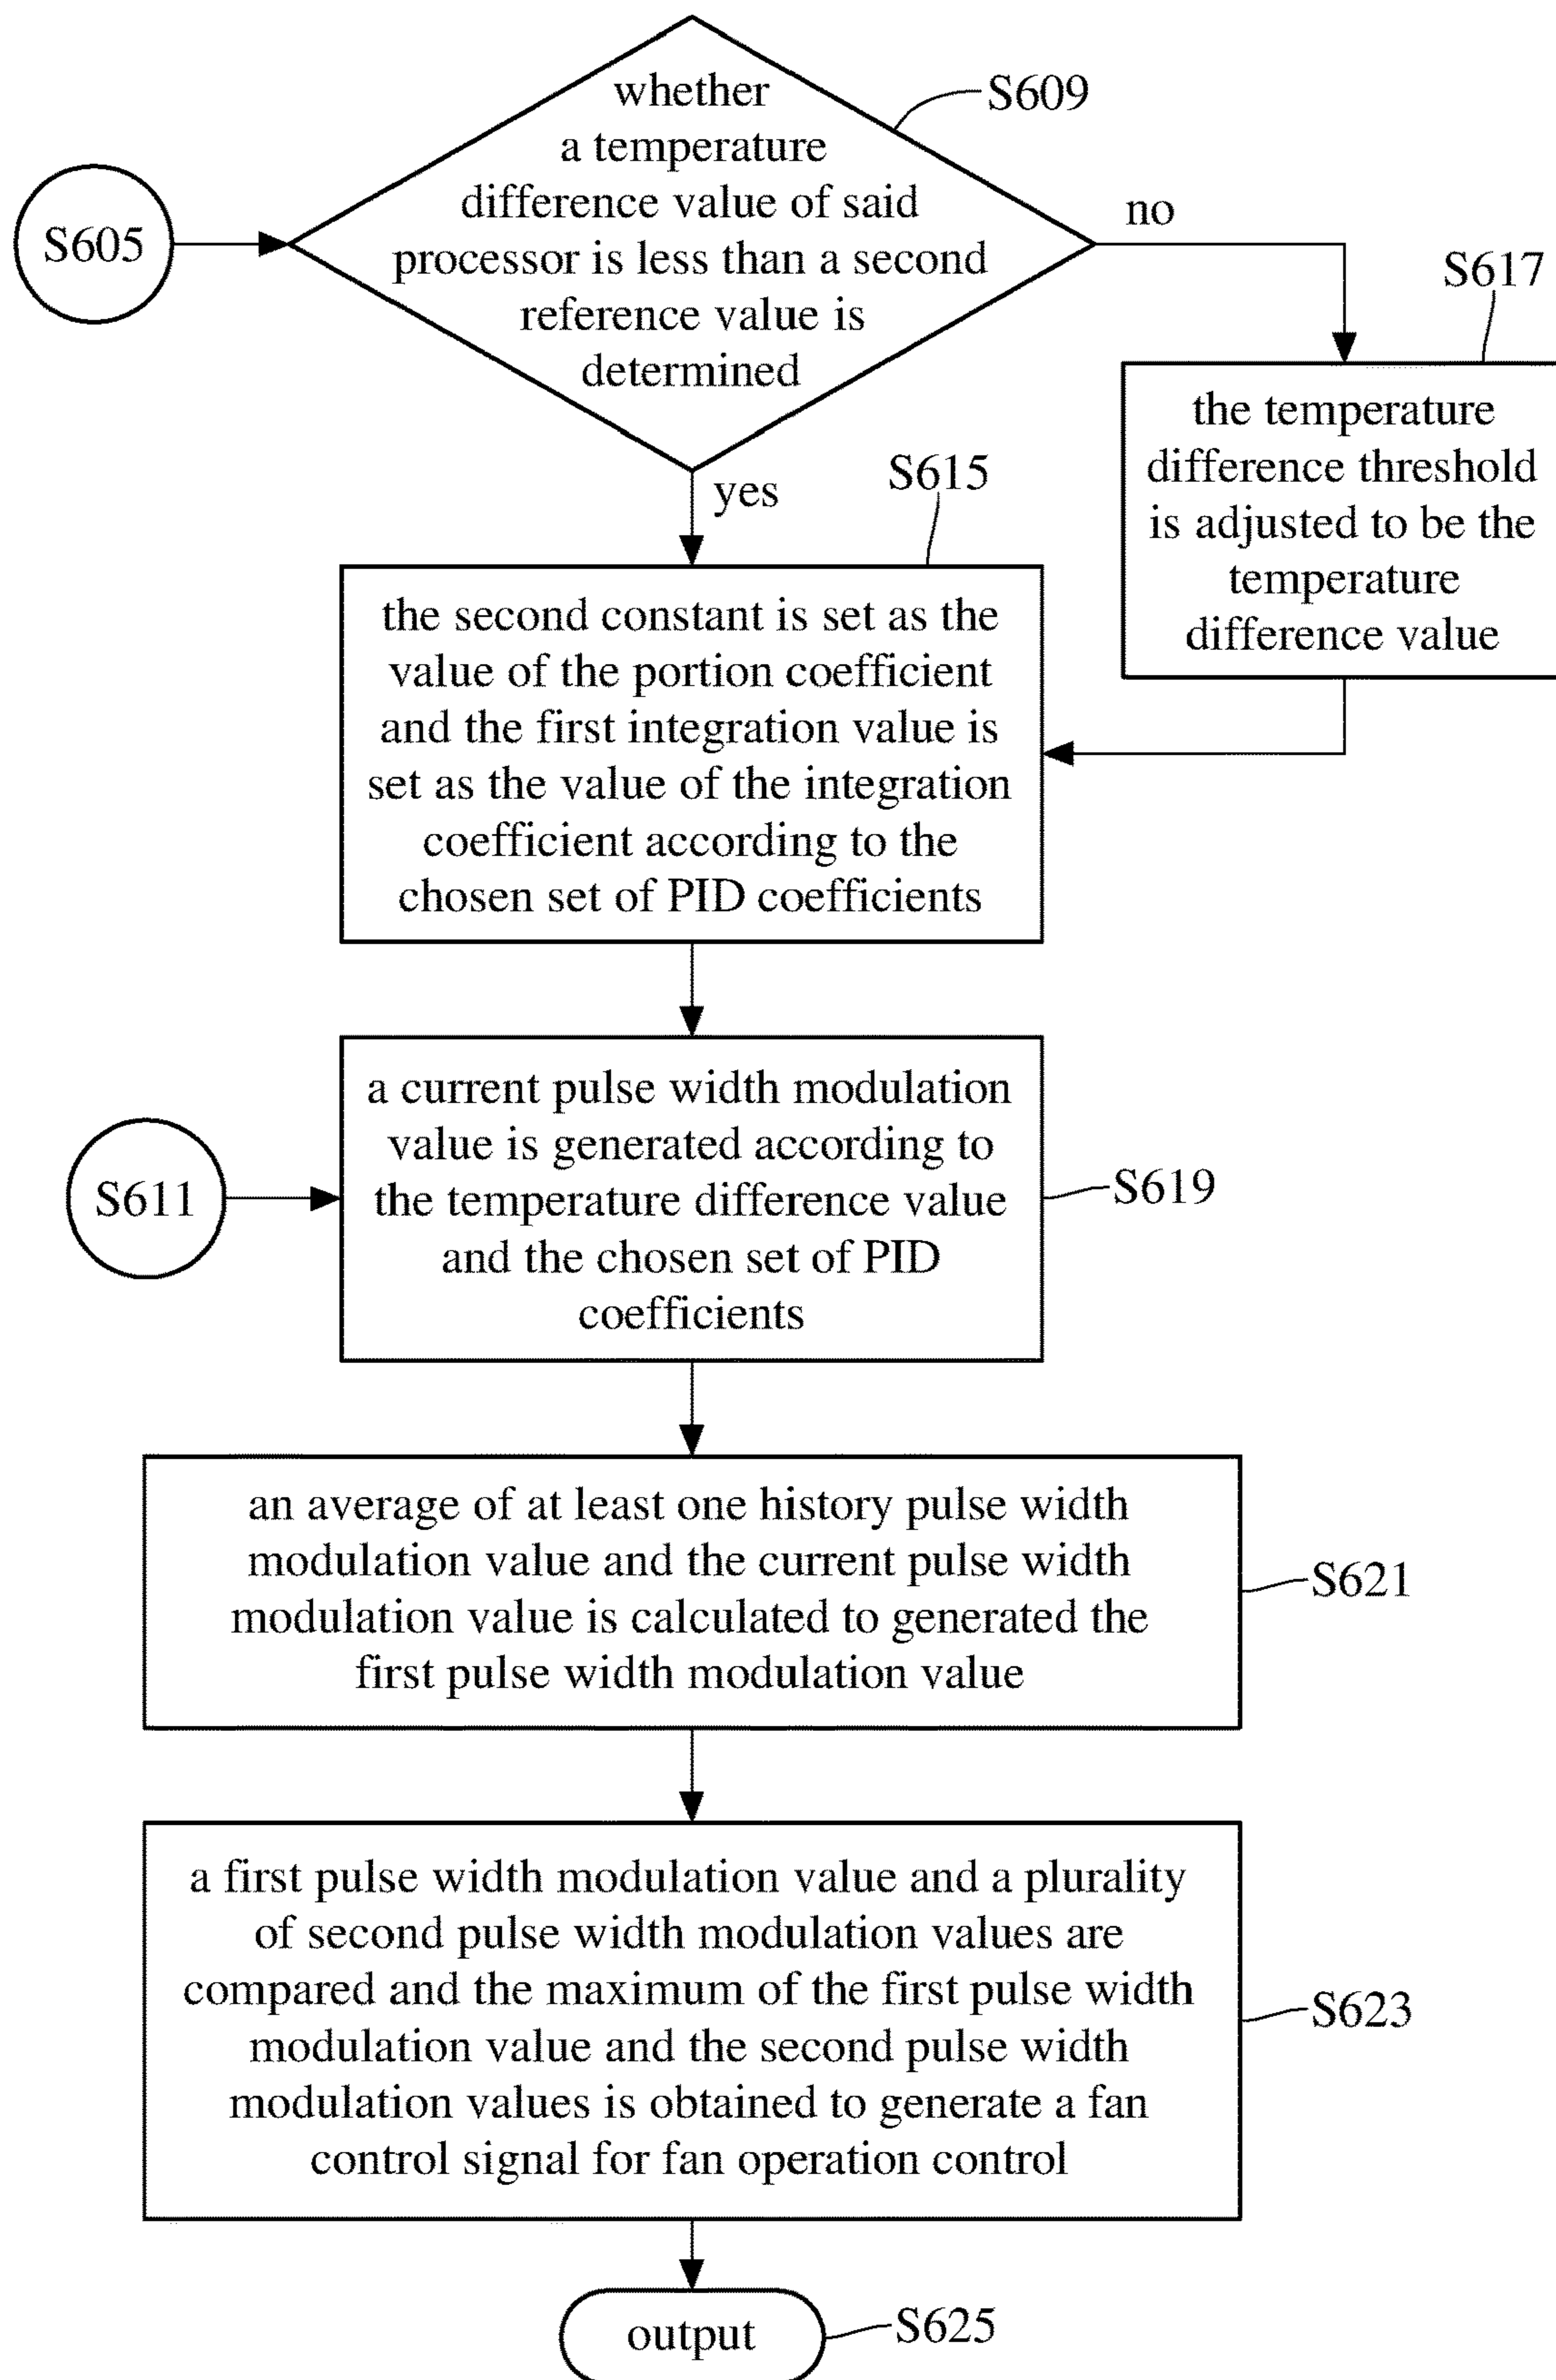 whether
a temperature
difference value of said
processor is less than a second
reference value is
determined
S609
S605
no
S617
the temperature
difference threshold
is adjusted to be the
temperature
difference value
yes
S615
the second constant is set as the
value of the portion coefficient
and the first integration value is
set as the value of the integration
coefficient according to the
chosen set of PID coefficients
a current pulse width modulation
value is generated according to
the temperature difference value
and the chosen set of PID
coefficients
S611
S619
an average of at least one history pulse width
modulation value and the current pulse width
modulation value is calculated to generated the
first pulse width modulation value
S621
a first pulse width modulation value and a plurality
of second pulse width modulation values are
compared and the maximum of the first pulse width
modulation value and the second pulse width
modulation values is obtained to generate a fan
control signal for fan operation control
S623
output
S625